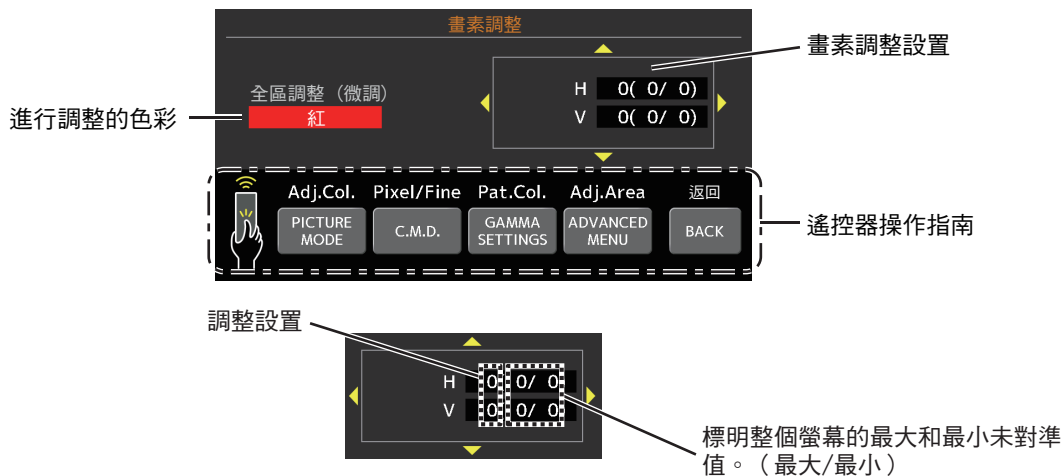 畫素調整
畫素調整設置
全區調整（微調）
進行調整的色彩
紅
H 0( 0/ 0)
V 0( 0/ 0)
Adj.Col. Pixel/Fine Pat.Col. Adj.Area 返回
PICTURE MODE C.M.D. GAMMA SETTINGS ADVANCED MENU BACK
遙控器操作指南
調整設置
H 0 0/ 0
V 0 0/ 0
標明整個螢幕的最大和最小未對準
值。（最大/最小）